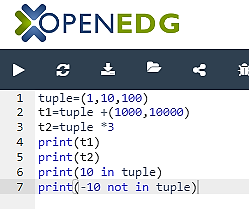 OPENEDG
1 tuple=(1,10,100)
2 t1=tuple +(1000,10000)
3 t2=tuple *3
4 print(t1)
5 print(t2)
6 print(10 in tuple)
7 print(-10 not in tuple)